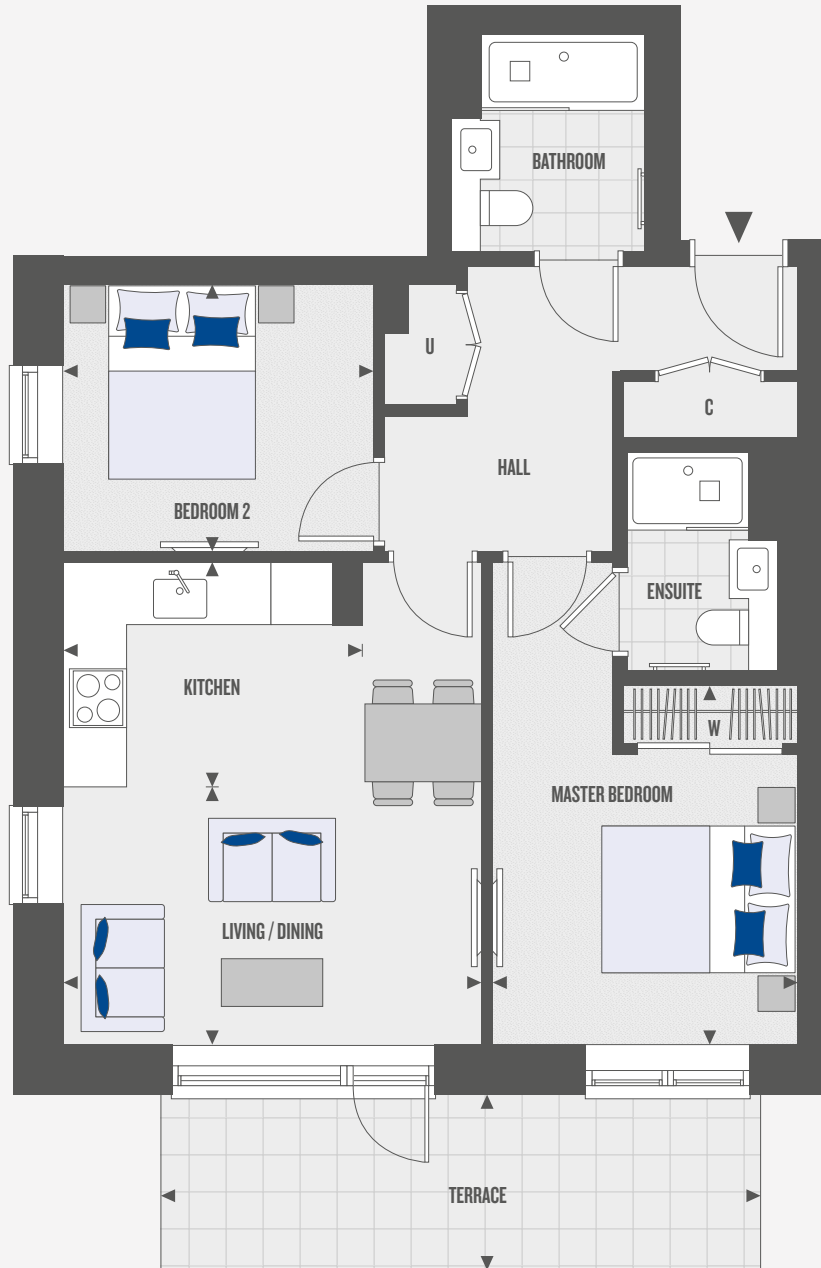 BATHROOM
U
C
HALL
BEDROOM 2
ENSUITE
KITCHEN
W
MASTER BEDROOM
LIVING / DINING
TERRACE